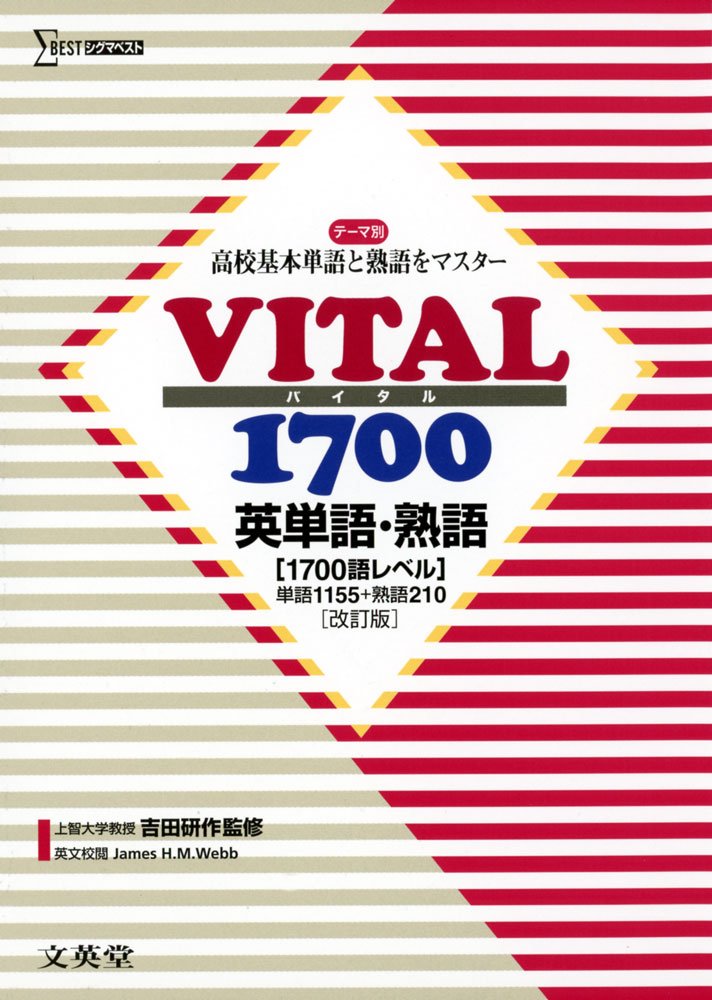 ΣBEST シグマベスト
テーマ別
高校基本単語と熟語をマスター
VITAL
バイタル
1700
英単語・熟語
[1700語レベル]
単語1155+熟語210
[改訂版]
上智大学教授 吉田研作監修
英文校閲 James H.M.Webb
文英堂